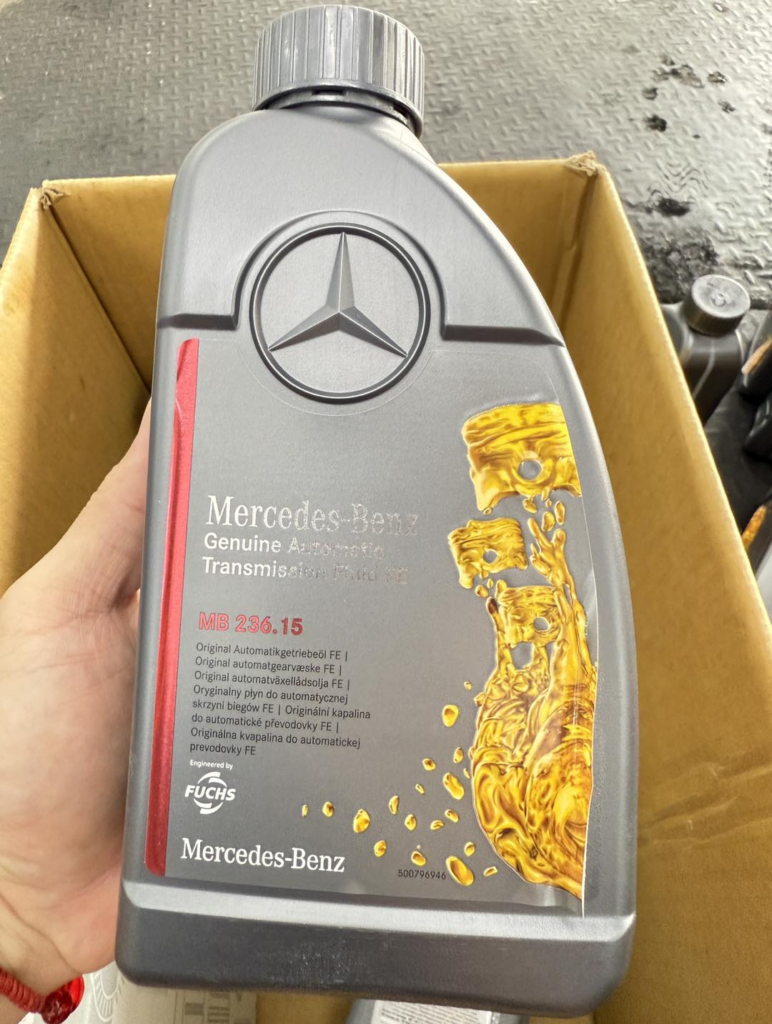 Mercedes-Benz
Genuine Automatic
Transmission Fluid FE
MB 236.15
Original Automatikgetriebeöl FE |
Original automatgearvæske FE |
Original automatväxellådsolja FE |
Oryginalny płyn do automatycznej
skrzyni biegów FE | Originální kapalina
do automatické převodovky FE |
Originálna kvapalina do automatickej
prevodovky FE
Engineered by
FUCHS
Mercedes-Benz
500796946